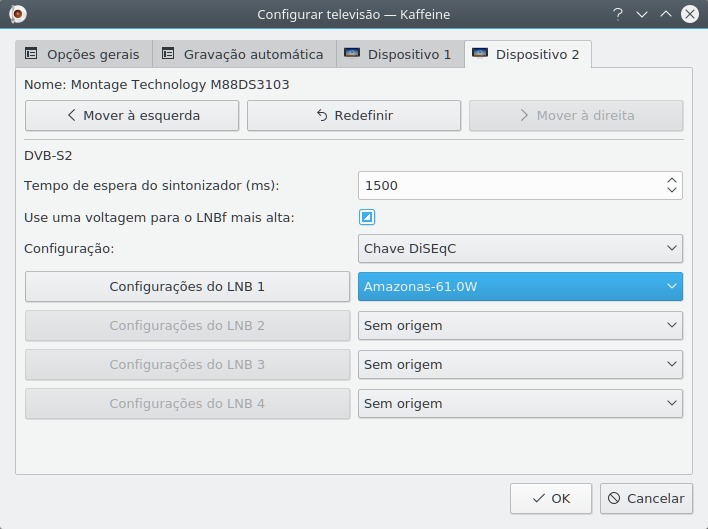 Configurar televisão — Kaffeine
Opções gerais Gravação automática Dispositivo 1 Dispositivo 2
Nome: Montage Technology M88DS3103
Mover à esquerda Redefinir Mover à direita
DVB-S2
Tempo de espera do sintonizador (ms): 1500
Use uma voltagem para o LNBf mais alta:
Configuração: Chave DiSEqC
Configurações do LNB 1 Amazonas-61.0W
Configurações do LNB 2 Sem origem
Configurações do LNB 3 Sem origem
Configurações do LNB 4 Sem origem
OK Cancelar